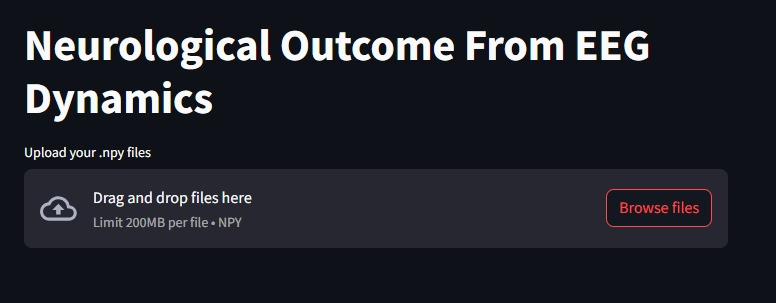 Neurological Outcome From EEG
Dynamics
Upload your .npy files
Drag and drop files here
Limit 200MB per file • NPY
Browse files